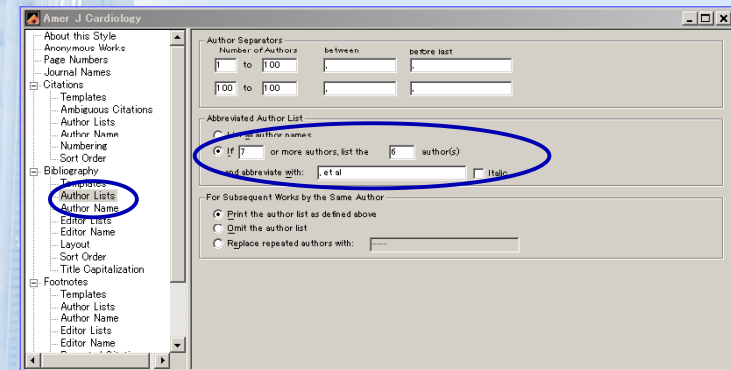 Amer J Cardiology
About this Style
Anonymous Works
Page Numbers
Journal Names
Citations
Templates
Ambiguous Citations
Author Lists
Author Name
Numbering
Sort Order
Bibliography
Templates
Author Lists
Author Name
Editor Lists
Editor Name
Layout
Sort Order
Title Capitalization
Footnotes
Templates
Author Lists
Author Name
Editor Lists
Editor Name
Author Separators
Number of Authors between before last
1 to 100 , ,
100 to 100 , ,
Abbreviated Author List
List all author names
If 7 or more authors, list the 6 author(s)
and abbreviate with: , et al Italic
For Subsequent Works by the Same Author
Print the author list as defined above
Omit the author list
Replace repeated authors with: ---